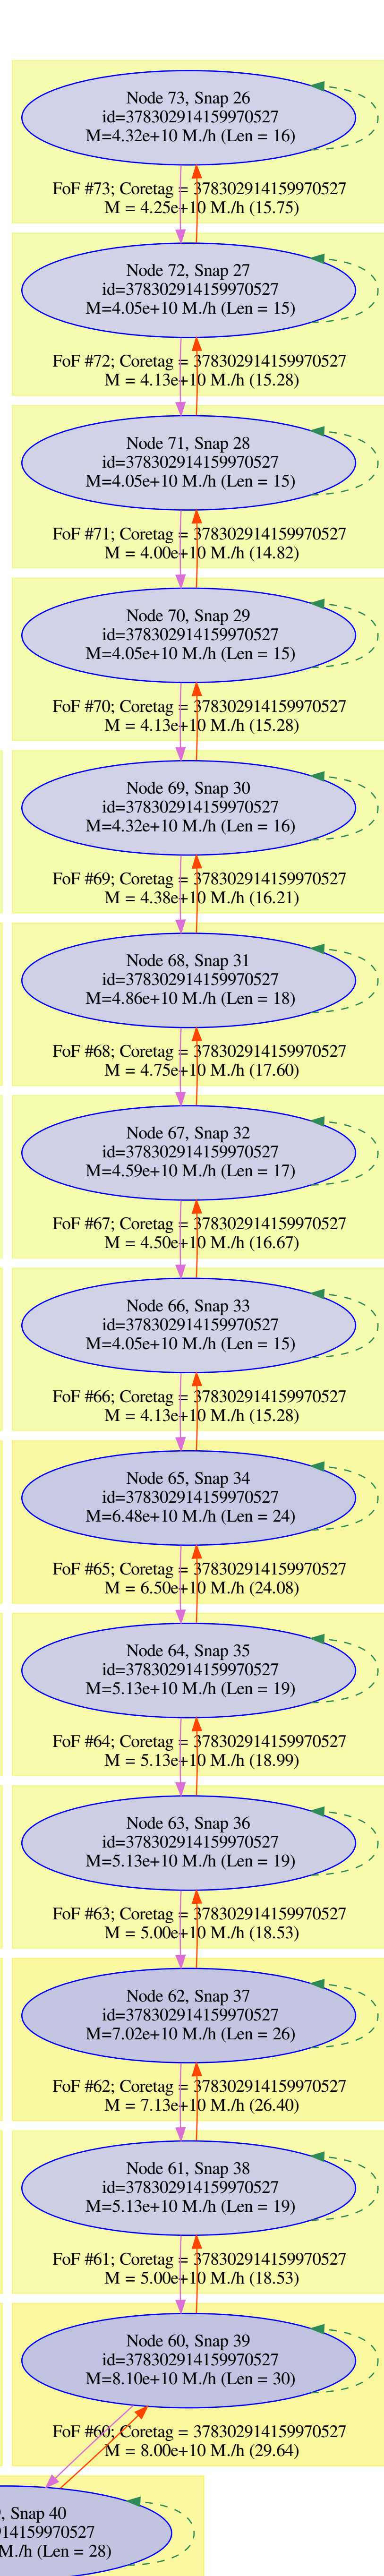 Node 73, Snap 26
id=378302914159970527
M=4.32e+10 M./h (Len = 16)
FoF #73; Coretag = 378302914159970527
M = 4.25e+10 M./h (15.75)
Node 72, Snap 27
id=378302914159970527
M=4.05e+10 M./h (Len = 15)
FoF #72; Coretag = 378302914159970527
M = 4.13e+10 M./h (15.28)
Node 71, Snap 28
id=378302914159970527
M=4.05e+10 M./h (Len = 15)
FoF #71; Coretag = 378302914159970527
M = 4.00e+10 M./h (14.82)
Node 70, Snap 29
id=378302914159970527
M=4.05e+10 M./h (Len = 15)
FoF #70; Coretag = 378302914159970527
M = 4.13e+10 M./h (15.28)
Node 69, Snap 30
id=378302914159970527
M=4.32e+10 M./h (Len = 16)
FoF #69; Coretag = 378302914159970527
M = 4.38e+10 M./h (16.21)
Node 68, Snap 31
id=378302914159970527
M=4.86e+10 M./h (Len = 18)
FoF #68; Coretag = 378302914159970527
M = 4.75e+10 M./h (17.60)
Node 67, Snap 32
id=378302914159970527
M=4.59e+10 M./h (Len = 17)
FoF #67; Coretag = 378302914159970527
M = 4.50e+10 M./h (16.67)
Node 66, Snap 33
id=378302914159970527
M=4.05e+10 M./h (Len = 15)
FoF #66; Coretag = 378302914159970527
M = 4.13e+10 M./h (15.28)
Node 65, Snap 34
id=378302914159970527
M=6.48e+10 M./h (Len = 24)
FoF #65; Coretag = 378302914159970527
M = 6.50e+10 M./h (24.08)
Node 64, Snap 35
id=378302914159970527
M=5.13e+10 M./h (Len = 19)
FoF #64; Coretag = 378302914159970527
M = 5.13e+10 M./h (18.99)
Node 63, Snap 36
id=378302914159970527
M=5.13e+10 M./h (Len = 19)
FoF #63; Coretag = 378302914159970527
M = 5.00e+10 M./h (18.53)
Node 62, Snap 37
id=378302914159970527
M=7.02e+10 M./h (Len = 26)
FoF #62; Coretag = 378302914159970527
M = 7.13e+10 M./h (26.40)
Node 61, Snap 38
id=378302914159970527
M=5.13e+10 M./h (Len = 19)
FoF #61; Coretag = 378302914159970527
M = 5.00e+10 M./h (18.53)
Node 60, Snap 39
id=378302914159970527
M=8.10e+10 M./h (Len = 30)
FoF #60; Coretag = 378302914159970527
M = 8.00e+10 M./h (29.64)
, Snap 40
14159970527
M./h (Len = 28)